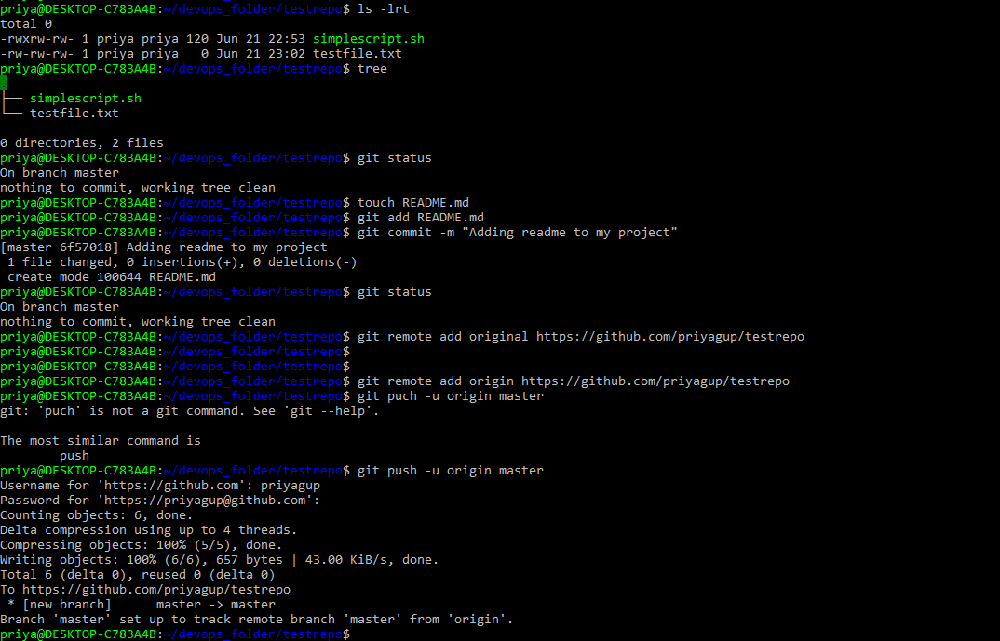 priya@DESKTOP-C783A4B:~/devops_folder/testrepo$ ls -lrt
total 0
-rwxrw-rw- 1 priya priya 120 Jun 21 22:53 simplescript.sh
-rw-rw-rw- 1 priya priya   0 Jun 21 23:02 testfile.txt
priya@DESKTOP-C783A4B:~/devops_folder/testrepo$ tree
.
├── simplescript.sh
└── testfile.txt
0 directories, 2 files
priya@DESKTOP-C783A4B:~/devops_folder/testrepo$ git status
On branch master
nothing to commit, working tree clean
priya@DESKTOP-C783A4B:~/devops_folder/testrepo$ touch README.md
priya@DESKTOP-C783A4B:~/devops_folder/testrepo$ git add README.md
priya@DESKTOP-C783A4B:~/devops_folder/testrepo$ git commit -m "Adding readme to my project"
[master 6f57018] Adding readme to my project
 1 file changed, 0 insertions(+), 0 deletions(-)
 create mode 100644 README.md
priya@DESKTOP-C783A4B:~/devops_folder/testrepo$ git status
On branch master
nothing to commit, working tree clean
priya@DESKTOP-C783A4B:~/devops_folder/testrepo$ git remote add original https://github.com/priyagup/testrepo
priya@DESKTOP-C783A4B:~/devops_folder/testrepo$
priya@DESKTOP-C783A4B:~/devops_folder/testrepo$
priya@DESKTOP-C783A4B:~/devops_folder/testrepo$ git remote add origin https://github.com/priyagup/testrepo
priya@DESKTOP-C783A4B:~/devops_folder/testrepo$ git puch -u origin master
git: 'puch' is not a git command. See 'git --help'.
The most similar command is
        push
priya@DESKTOP-C783A4B:~/devops_folder/testrepo$ git push -u origin master
Username for 'https://github.com': priyagup
Password for 'https://priyagup@github.com':
Counting objects: 6, done.
Delta compression using up to 4 threads.
Compressing objects: 100% (5/5), done.
Writing objects: 100% (6/6), 657 bytes | 43.00 KiB/s, done.
Total 6 (delta 0), reused 0 (delta 0)
To https://github.com/priyagup/testrepo
 * [new branch]      master -> master
Branch 'master' set up to track remote branch 'master' from 'origin'.
priya@DESKTOP-C783A4B:~/devops_folder/testrepo$